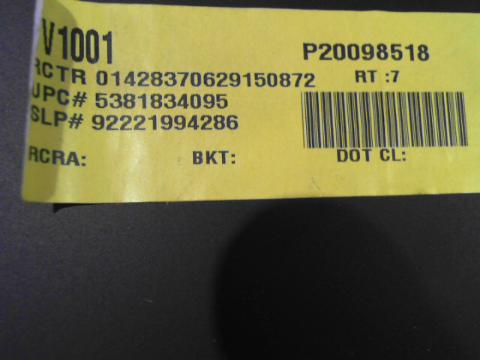 V1001 P20098518
RCTR 01428370629150872 RT :7
UPC# 5381834095
SLP# 92221994286
RCRA: BKT: DOT CL: